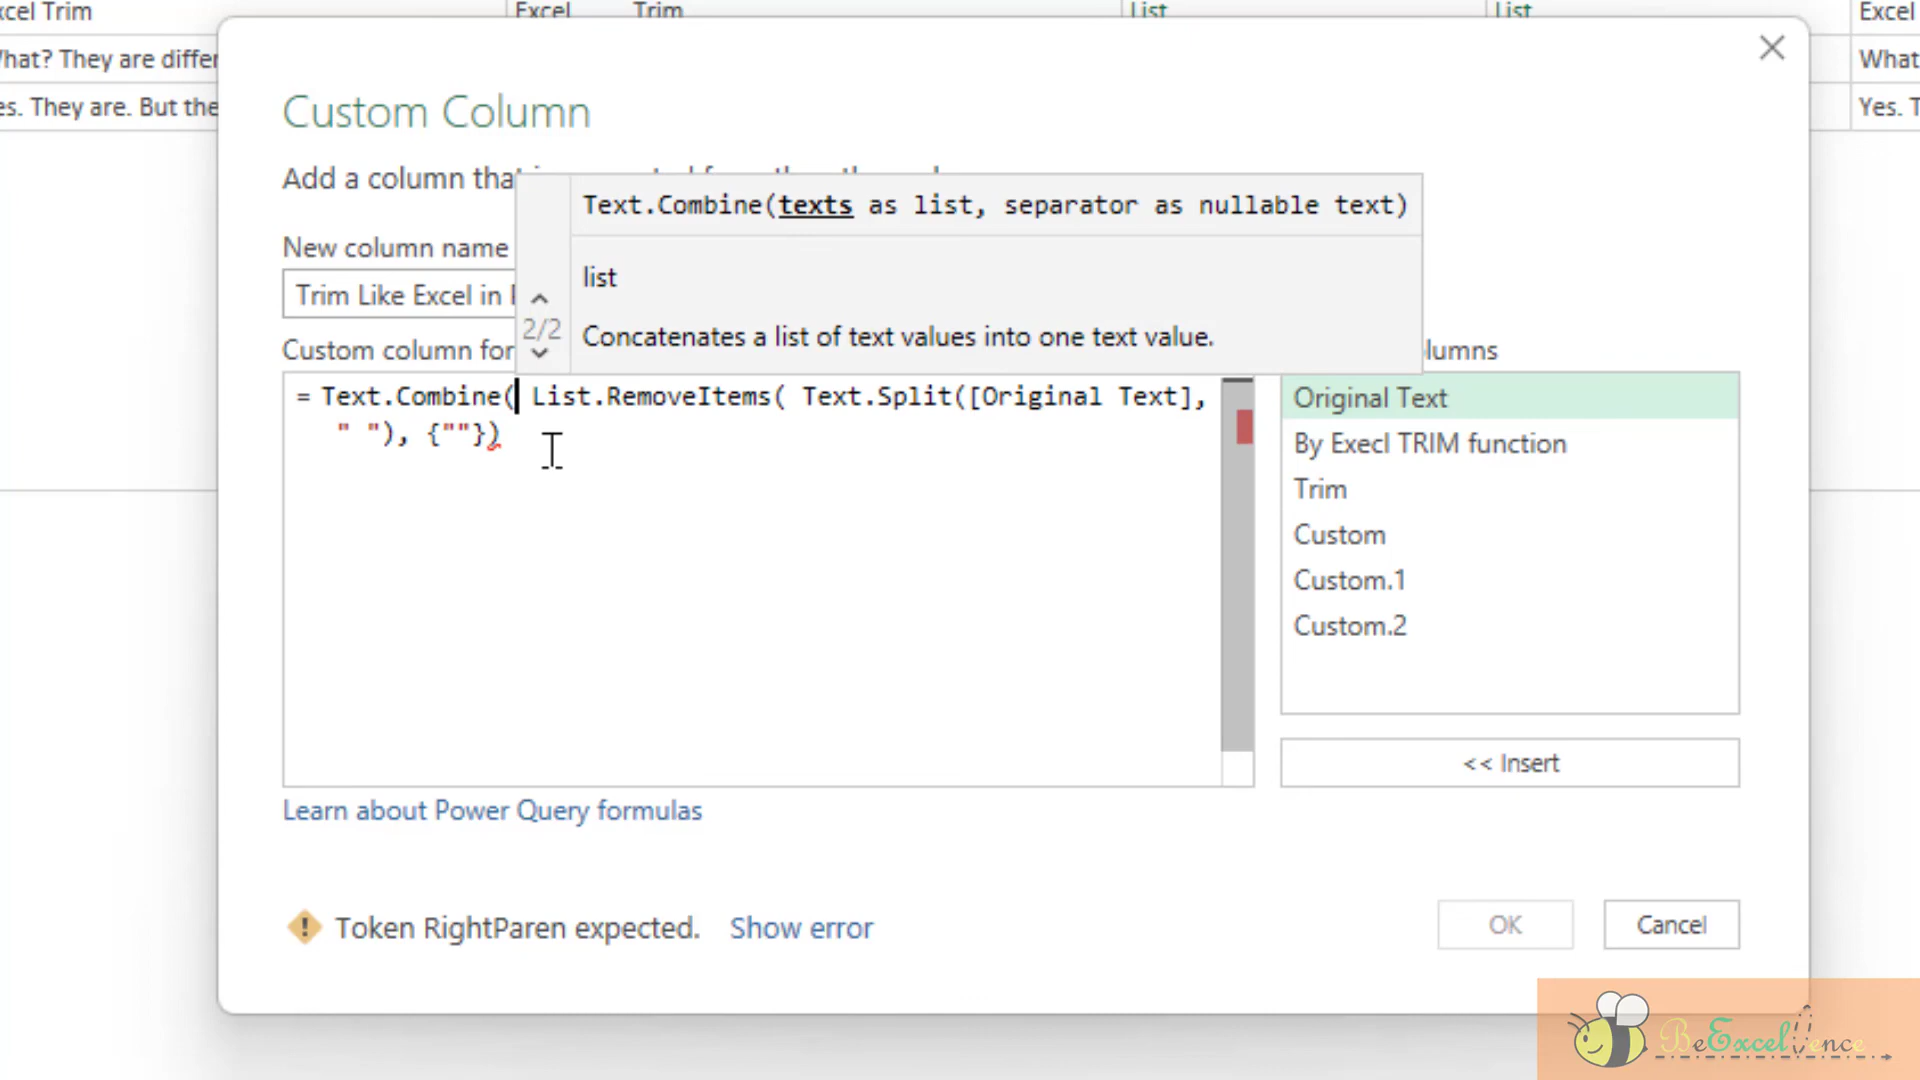 cel Trim
Excel Trim
List
List
Excel
What? They are differ
What
es. They are. But the
Yes. T
Custom Column
Add a column that
New column name
Trim Like Excel in
Text.Combine(texts as list, separator as nullable text)
list
2/2
Concatenates a list of text values into one text value.
Custom column for
lumns
= Text.Combine( List.RemoveItems( Text.Split([Original Text],
" "), {""})
Original Text
By Execl TRIM function
Trim
Custom
Custom.1
Custom.2
<< Insert
Learn about Power Query formulas
Token RightParen expected. Show error
OK
Cancel
BeExcellence